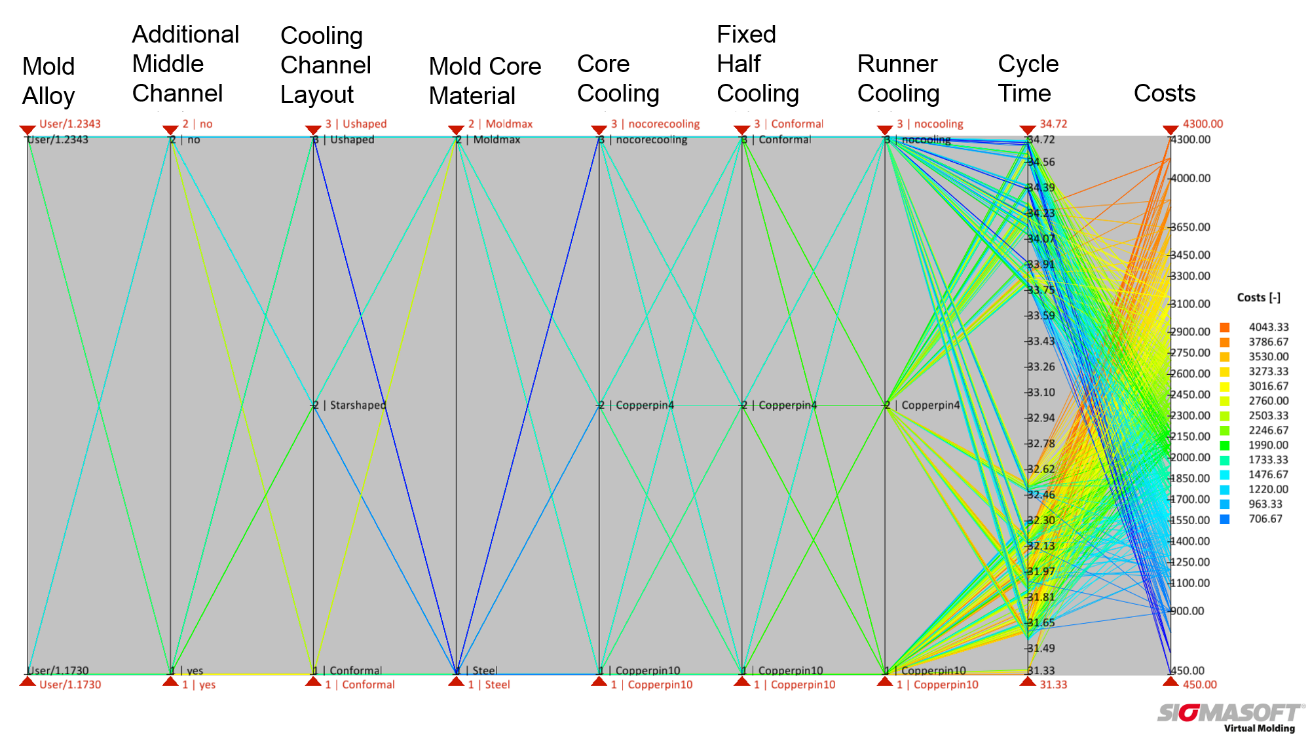 Mold
Alloy
Additional
Middle
Channel
Cooling
Channel
Layout
Mold Core
Material
Core
Cooling
Fixed
Half
Cooling
Runner
Cooling
Cycle
Time
Costs
User/1.2343
2 | no
3 | Ushaped
2 | Moldmax
3 | nocorecooling
3 | Conformal
3 | nocooling
34.72
4300.00
User/1.2343
2 | no
3 | Ushaped
2 | Moldmax
3 | nocorecooling
3 | Conformal
3 | nocooling
2 | Starshaped
2 | Copperpin4
2 | Copperpin4
2 | Copperpin4
User/1.1730
1 | yes
1 | Conformal
1 | Steel
1 | Copperpin10
1 | Copperpin10
1 | Copperpin10
34.72
34.56
34.39
34.23
34.07
33.91
33.75
33.59
33.43
33.26
33.10
32.94
32.78
32.62
32.46
32.30
32.13
31.97
31.81
31.65
31.49
31.33
4300.00
4000.00
3650.00
3450.00
3300.00
3100.00
2900.00
2750.00
2600.00
2450.00
2300.00
2150.00
2000.00
1850.00
1700.00
1550.00
1400.00
1250.00
1100.00
900.00
450.00
User/1.1730
1 | yes
1 | Conformal
1 | Steel
1 | Copperpin10
1 | Copperpin10
1 | Copperpin10
31.33
450.00
Costs [-]
4043.33
3786.67
3530.00
3273.33
3016.67
2760.00
2503.33
2246.67
1990.00
1733.33
1476.67
1220.00
963.33
706.67
SIGMASOFT®
Virtual Molding